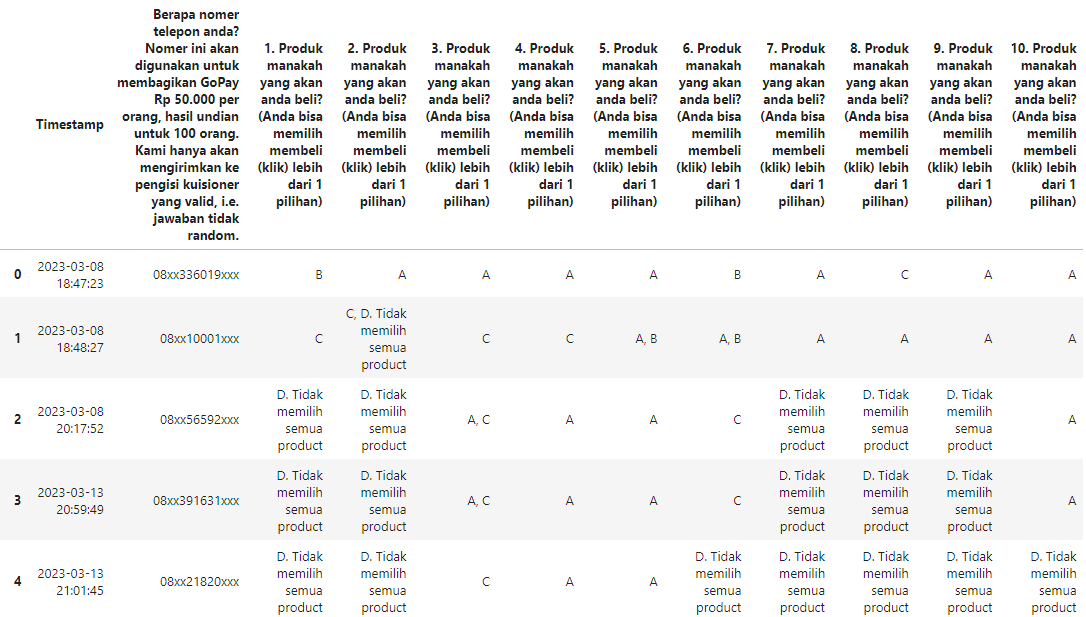 Timestamp
Berapa nomer
telepon anda?
Nomer ini akan
digunakan untuk
membagikan GoPay
Rp 50.000 per
orang, hasil undian
untuk 100 orang.
Kami hanya akan
mengirimkan ke
pengisi kuisioner
yang valid, i.e.
jawaban tidak
random.
1. Produk
manakah
yang akan
anda beli?
(Anda bisa
memilih
membeli
(klik) lebih
dari 1
pilihan)
2. Produk
manakah
yang akan
anda beli?
(Anda bisa
memilih
membeli
(klik) lebih
dari 1
pilihan)
3. Produk
manakah
yang akan
anda beli?
(Anda bisa
memilih
membeli
(klik) lebih
dari 1
pilihan)
4. Produk
manakah
yang akan
anda beli?
(Anda bisa
memilih
membeli
(klik) lebih
dari 1
pilihan)
5. Produk
manakah
yang akan
anda beli?
(Anda bisa
memilih
membeli
(klik) lebih
dari 1
pilihan)
6. Produk
manakah
yang akan
anda beli?
(Anda bisa
memilih
membeli
(klik) lebih
dari 1
pilihan)
7. Produk
manakah
yang akan
anda beli?
(Anda bisa
memilih
membeli
(klik) lebih
dari 1
pilihan)
8. Produk
manakah
yang akan
anda beli?
(Anda bisa
memilih
membeli
(klik) lebih
dari 1
pilihan)
9. Produk
manakah
yang akan
anda beli?
(Anda bisa
memilih
membeli
(klik) lebih
dari 1
pilihan)
10. Produk
manakah
yang akan
anda beli?
(Anda bisa
memilih
membeli
(klik) lebih
dari 1
pilihan)
0
2023-03-08
18:47:23
08xx336019xxx
B
A
A
A
A
B
A
C
A
A
1
2023-03-08
18:48:27
08xx10001xxx
C
C, D. Tidak
memilih
semua
product
C
C
A, B
A, B
A
A
A
A
2
2023-03-08
20:17:52
08xx56592xxx
D. Tidak
memilih
semua
product
D. Tidak
memilih
semua
product
A, C
A
A
C
D. Tidak
memilih
semua
product
D. Tidak
memilih
semua
product
D. Tidak
memilih
semua
product
A
3
2023-03-13
20:59:49
08xx391631xxx
D. Tidak
memilih
semua
product
D. Tidak
memilih
semua
product
A, C
A
A
C
D. Tidak
memilih
semua
product
D. Tidak
memilih
semua
product
D. Tidak
memilih
semua
product
A
4
2023-03-13
21:01:45
08xx21820xxx
D. Tidak
memilih
semua
product
D. Tidak
memilih
semua
product
C
A
A
D. Tidak
memilih
semua
product
D. Tidak
memilih
semua
product
D. Tidak
memilih
semua
product
D. Tidak
memilih
semua
product
D. Tidak
memilih
semua
product